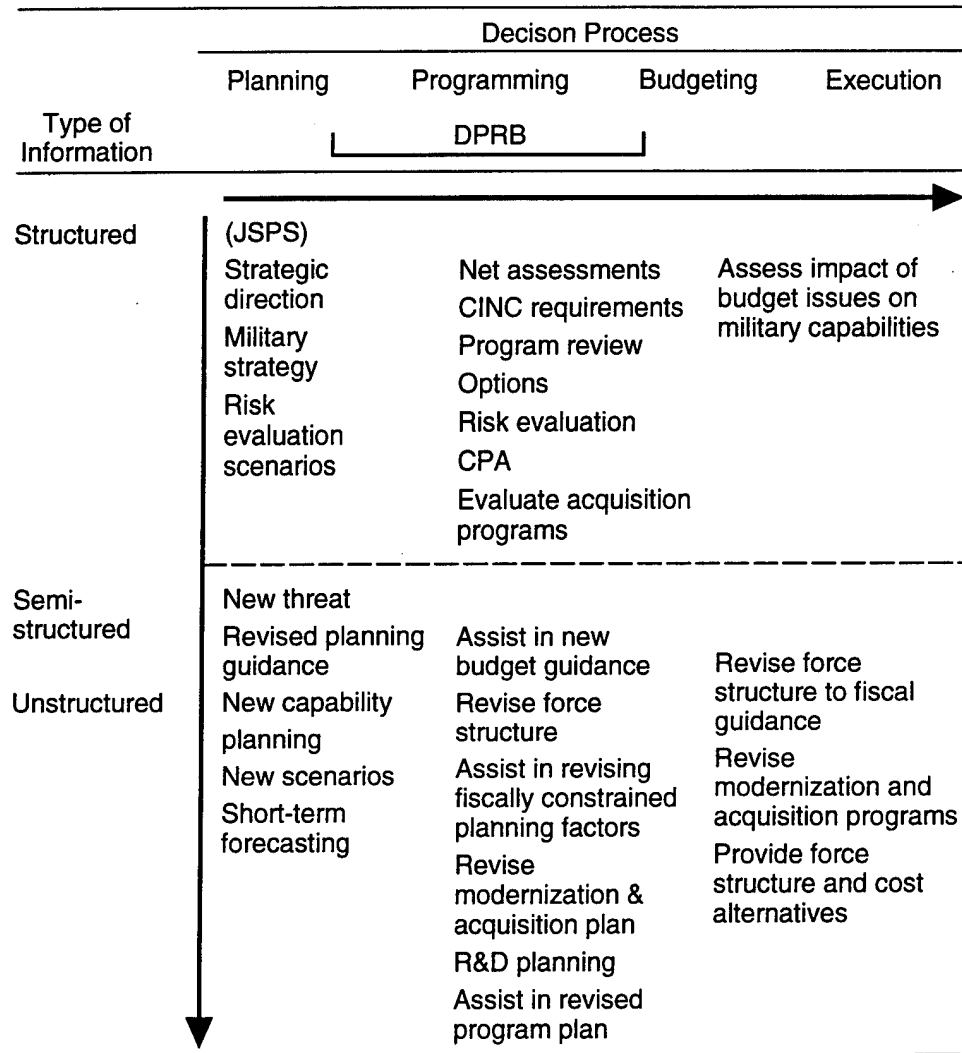 Decison Process
Planning Programming Budgeting Execution
Type of
Information
DPRB
Structured
(JSPS)
Strategic
direction
Military
strategy
Risk
evaluation
scenarios
Net assessments
CINC requirements
Program review
Options
Risk evaluation
CPA
Evaluate acquisition
programs
Assess impact of
budget issues on
military capabilities
Semi-
structured
Unstructured
New threat
Revised planning
guidance
New capability
planning
New scenarios
Short-term
forecasting
Assist in new
budget guidance
Revise force
structure
Assist in revising
fiscally constrained
planning factors
Revise
modernization &
acquisition plan
R&D planning
Assist in revised
program plan
Revise force
structure to fiscal
guidance
Revise
modernization and
acquisition programs
Provide force
structure and cost
alternatives